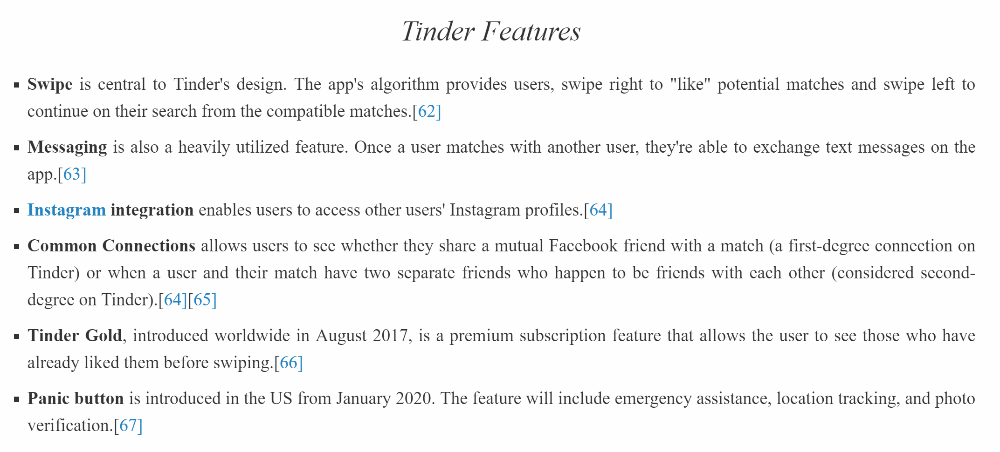 Tinder Features
Swipe is central to Tinder's design. The app's algorithm provides users, swipe right to "like" potential matches and swipe left to
continue on their search from the compatible matches.[62]
Messaging is also a heavily utilized feature. Once a user matches with another user, they're able to exchange text messages on the
app.[63]
Instagram integration enables users to access other users' Instagram profiles.[64]
Common Connections allows users to see whether they share a mutual Facebook friend with a match (a first-degree connection on
Tinder) or when a user and their match have two separate friends who happen to be friends with each other (considered second-
degree on Tinder).[64][65]
Tinder Gold, introduced worldwide in August 2017, is a premium subscription feature that allows the user to see those who have
already liked them before swiping.[66]
Panic button is introduced in the US from January 2020. The feature will include emergency assistance, location tracking, and photo
verification.[67]